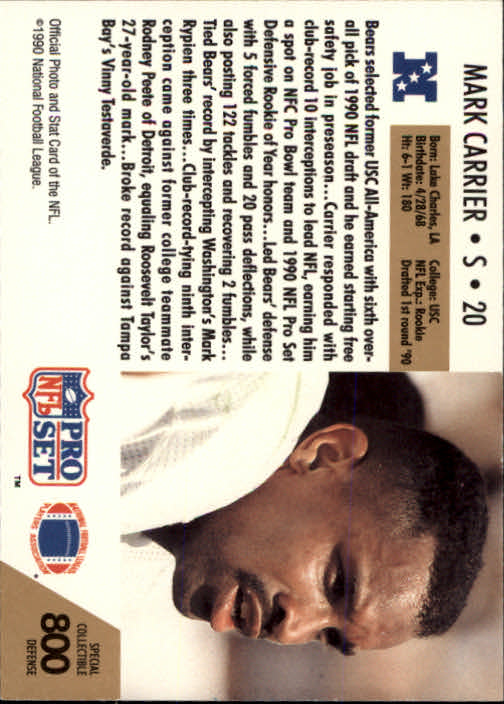 MARK CARRIER • S • 20
N
Born: Lake Charles, LA College: USC
Birthdate: 4/28/68 NFL Exp.: Rookie
Ht: 6-1 Wt: 180 Drafted 1st round '90
Bears selected former USC All-America with sixth over-
all pick of 1990 NFL draft and he earned starting free
safety job in preseason...Carrier responded with
club-record 10 interceptions to lead NFL, earning him
a spot on NFC Pro Bowl team and 1990 NFL Pro Set
Defensive Rookie of Year honors...Led Bears' defense
with 5 forced fumbles and 20 pass deflections, while
also posting 122 tackles and recovering 2 fumbles...
Tied Bears' record by intercepting Washington's Mark
Rypien three times...Club-record-tying ninth inter-
ception came against former college teammate
Rodney Peete of Detroit, equaling Roosevelt Taylor's
27-year-old mark...Broke record against Tampa
Bay's Vinny Testaverde.
Official Photo and Stat Card of the NFL.
©1990 National Football League.
PRO
NFL SET
TM
NATIONAL FOOTBALL LEAGUE
PLAYERS ASSOCIATION
®
SPECIAL
COLLECTIBLE
800
DEFENSE